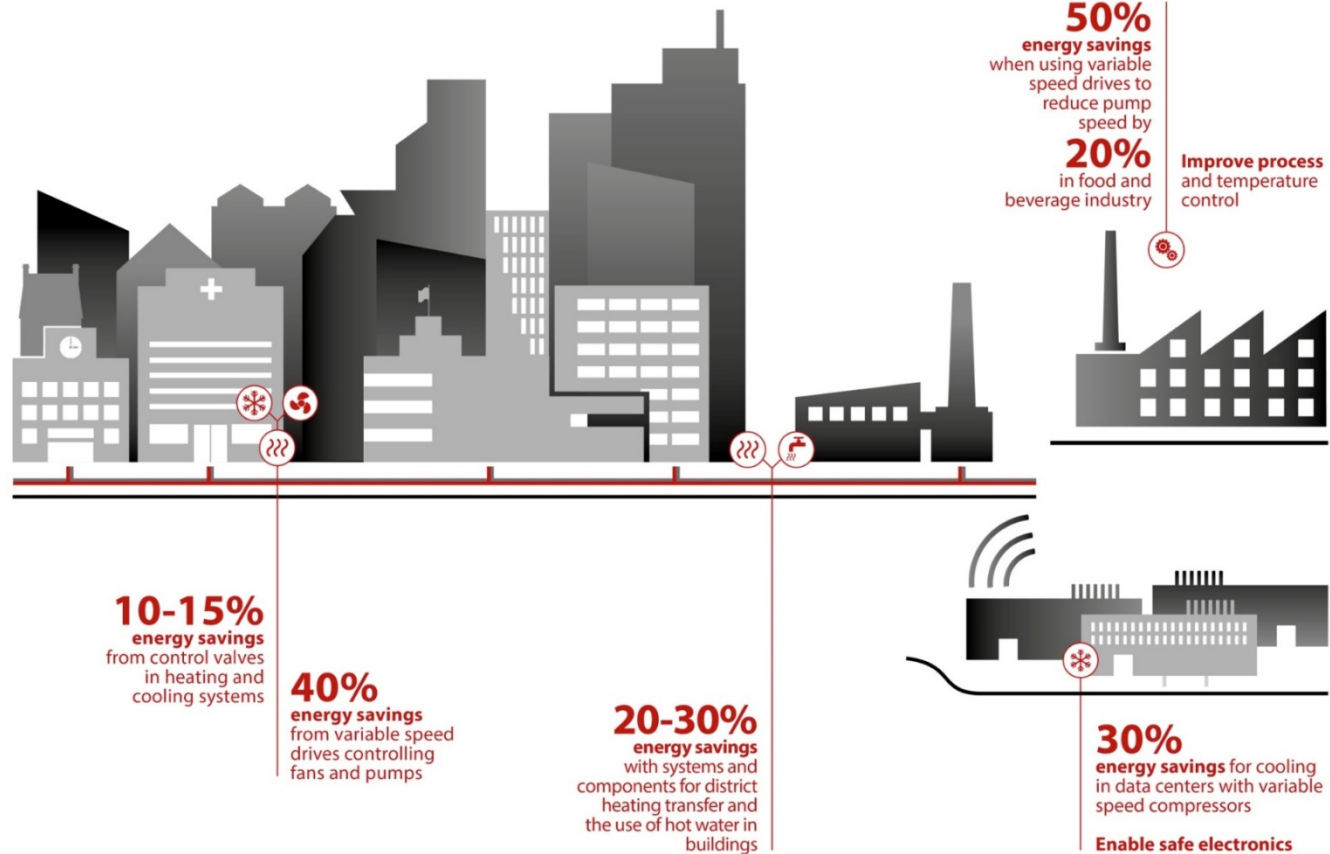 50%
energy savings
when using variable
speed drives to
reduce pump
speed by
20%
in food and
beverage industry
Improve process
and temperature
control
10-15%
energy savings
from control valves
in heating and
cooling systems
40%
energy savings
from variable speed
drives controlling
fans and pumps
20-30%
energy savings
with systems and
components for district
heating transfer and
the use of hot water in
buildings
30%
energy savings for cooling
in data centers with variable
speed compressors
Enable safe electronics